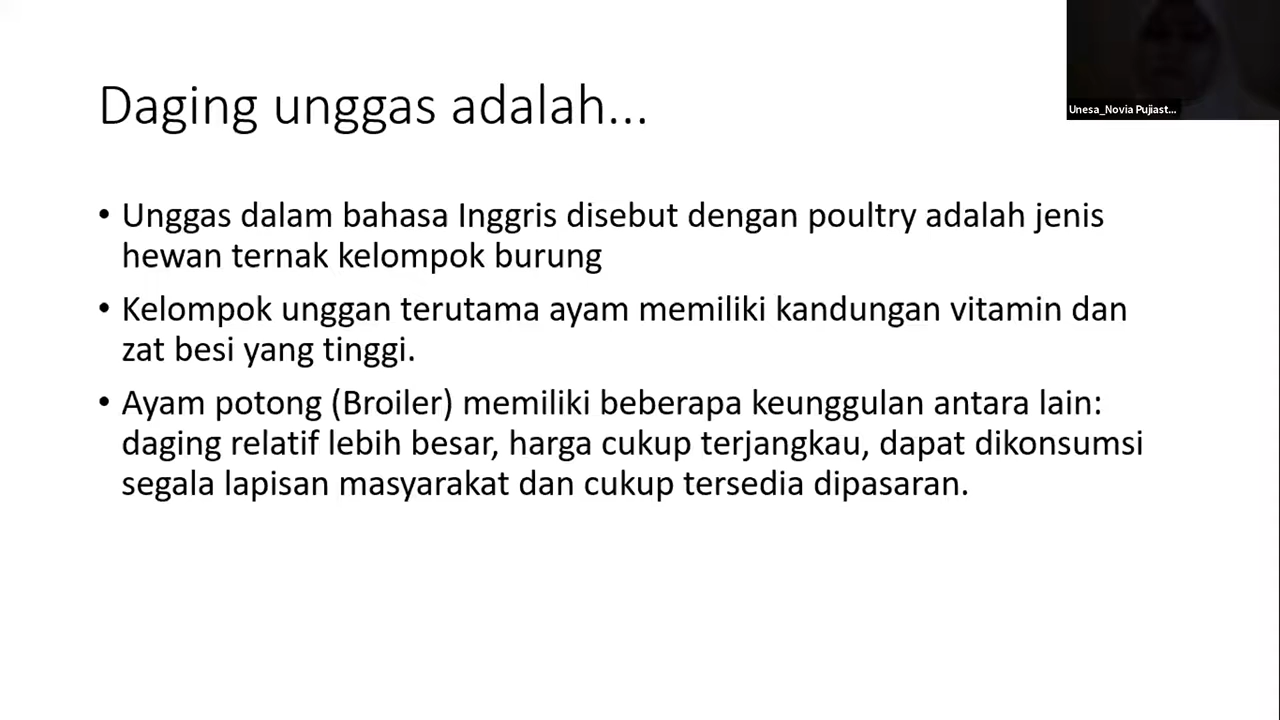 Daging unggas adalah...
Unesa_Novia Pujiast...
• Unggas dalam bahasa Inggris disebut dengan poultry adalah jenis
hewan ternak kelompok burung
• Kelompok unggan terutama ayam memiliki kandungan vitamin dan
zat besi yang tinggi.
• Ayam potong (Broiler) memiliki beberapa keunggulan antara lain:
daging relatif lebih besar, harga cukup terjangkau, dapat dikonsumsi
segala lapisan masyarakat dan cukup tersedia dipasaran.